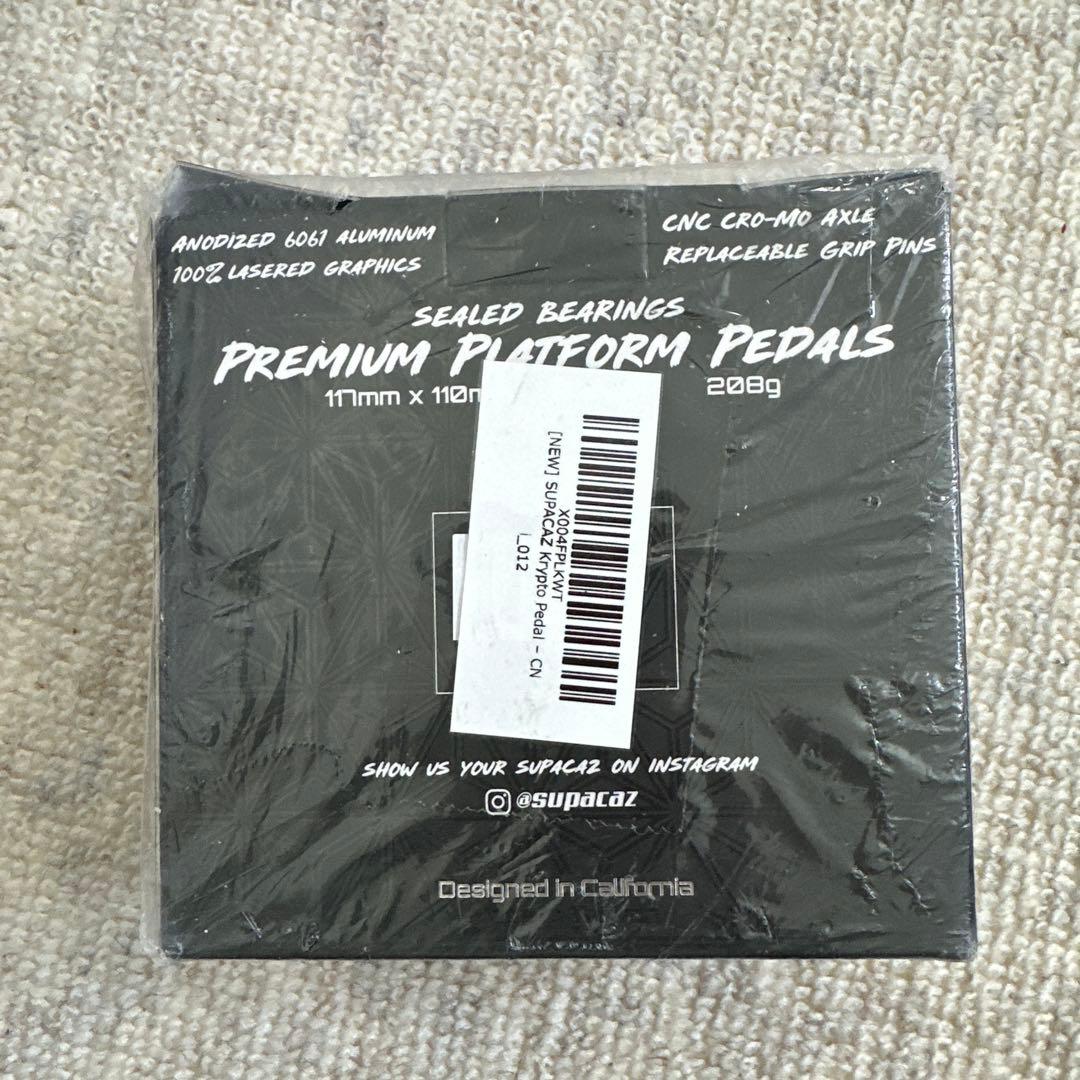 ANODIZED 6061 ALUMINUM
100% LASERED GRAPHICS
CNC CRO-MO AXLE
REPLACEABLE GRIP PINS
SEALED BEARINGS
PREMIUM PLATFORM PEDALS
117mm x 110m
208g
X004FPLKWT
[NEW] SUPACAZ Krypto Pedal - CN
i_012
SHOW US YOUR SUPACAZ ON INSTAGRAM
@supacaz
Designed in California